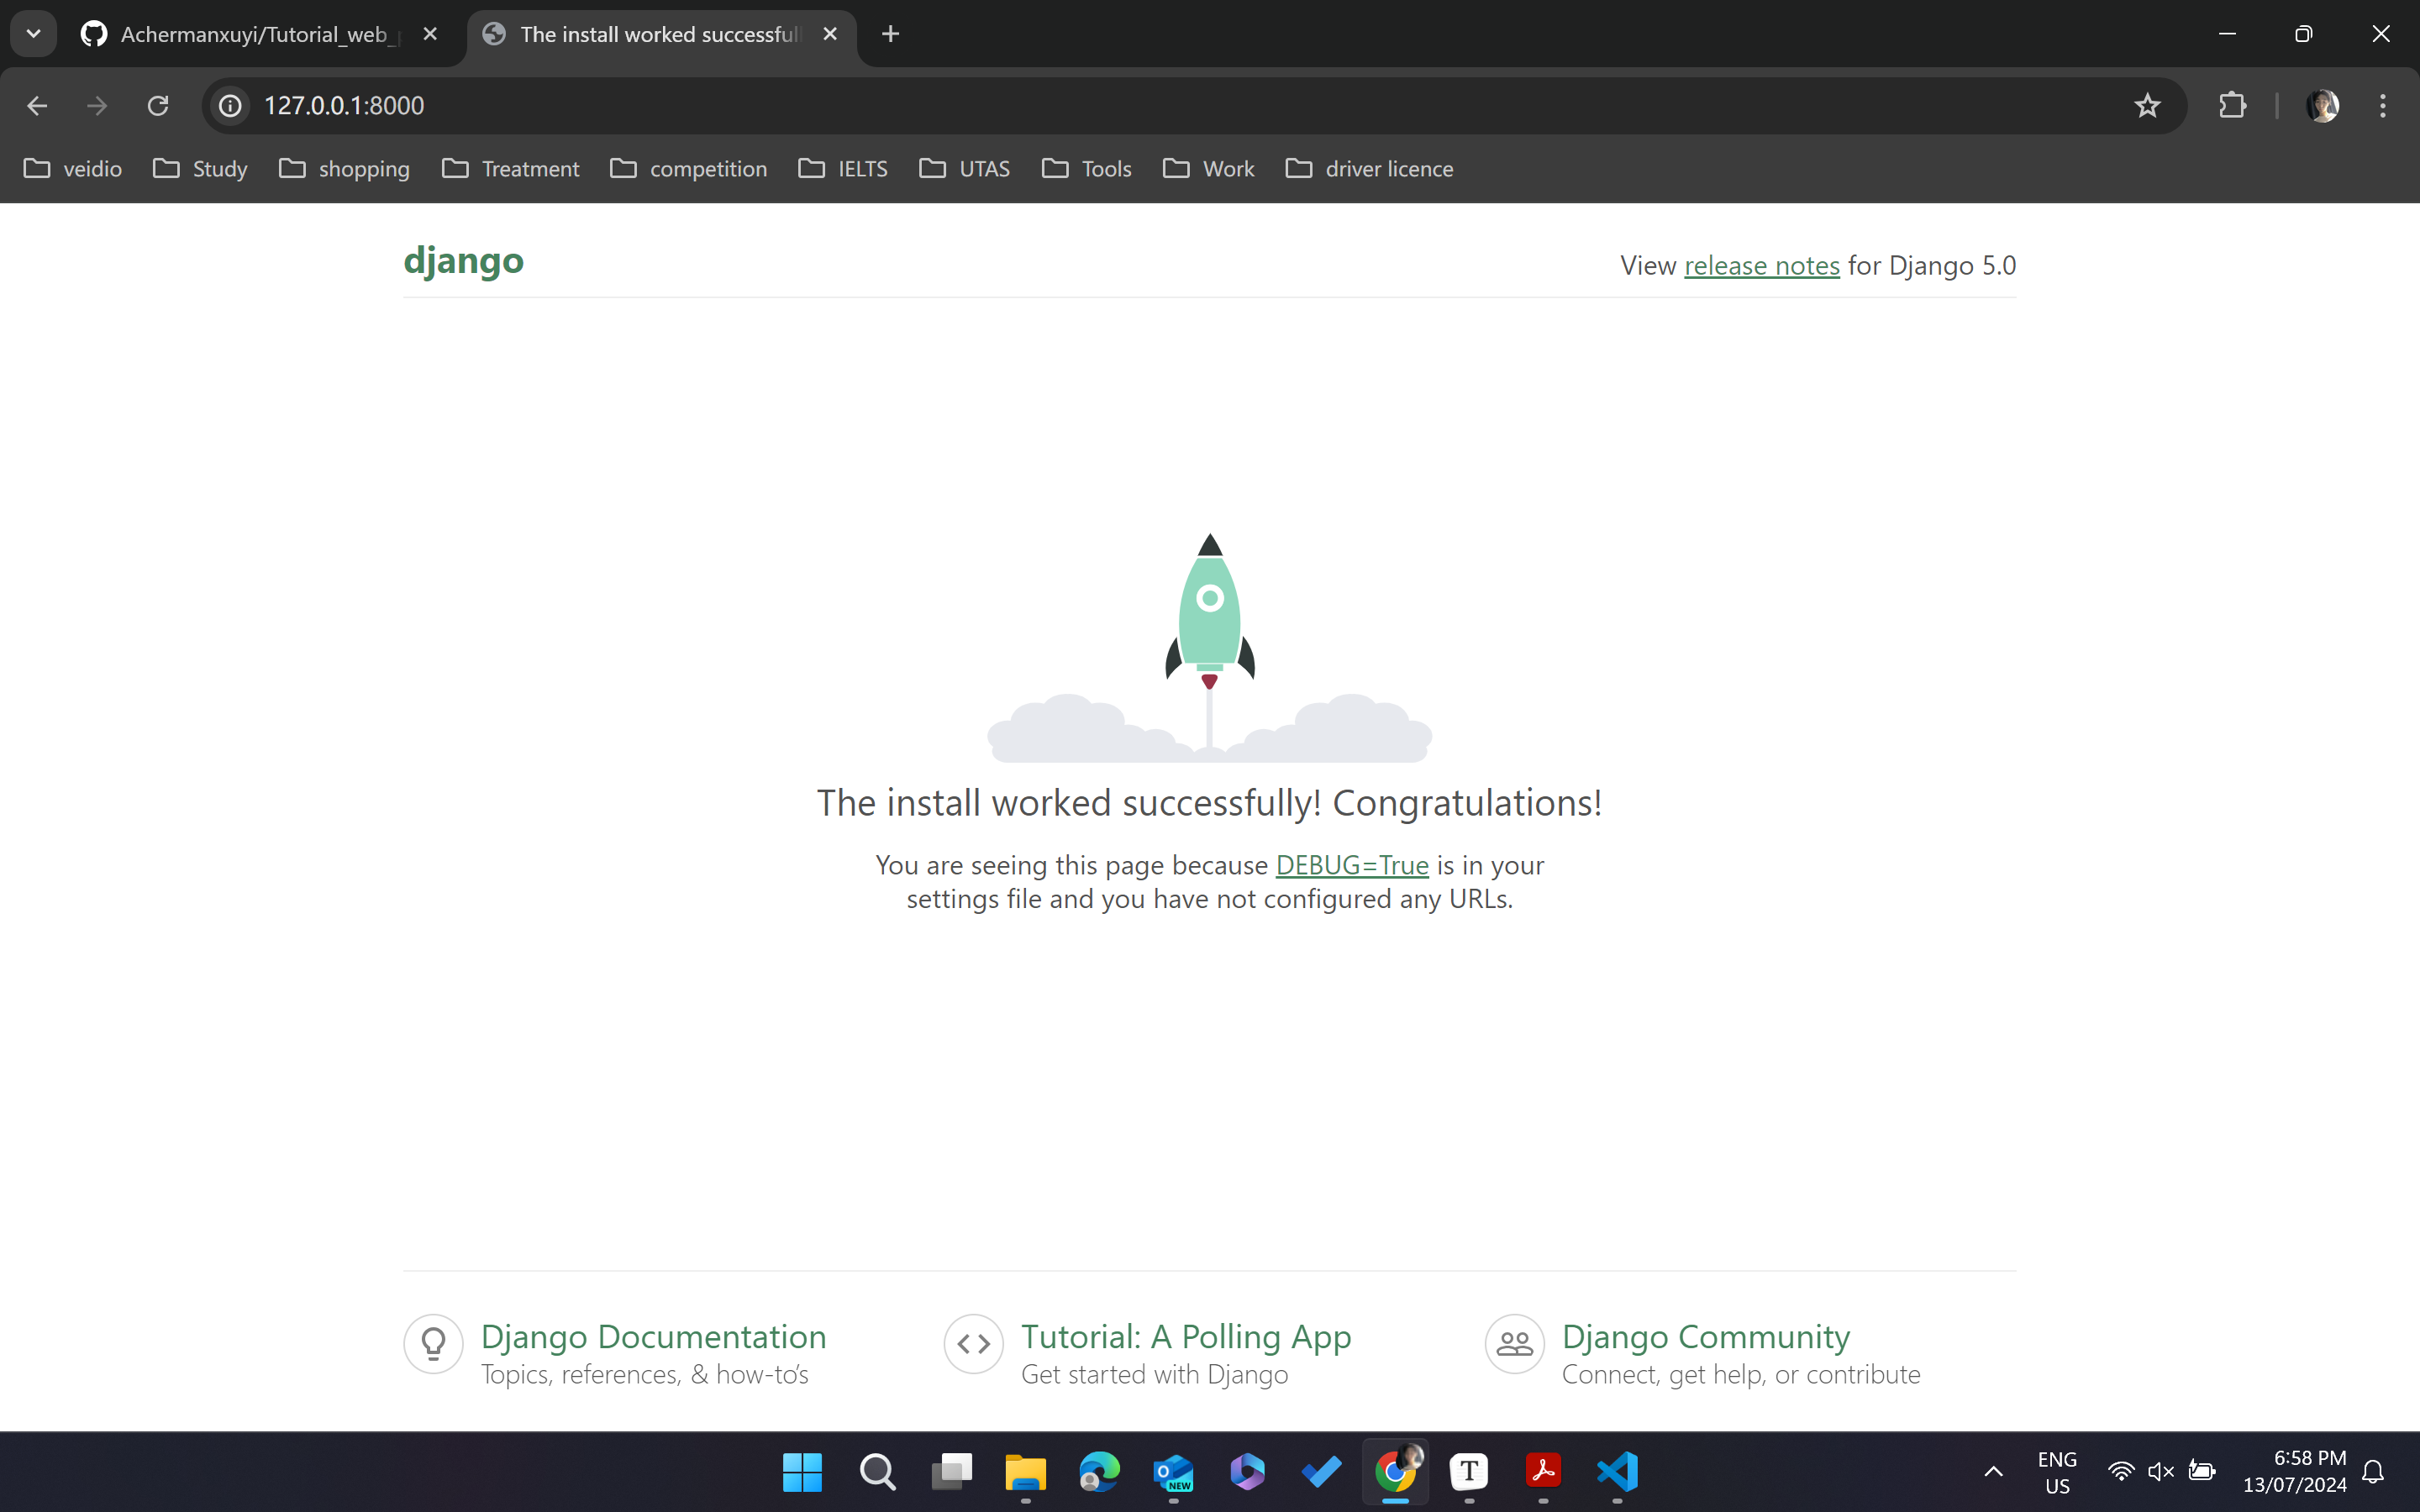 Achermanxuyi/Tutorial_web_
The install worked successful
127.0.0.1:8000
veidio
Study
shopping
Treatment
competition
IELTS
UTAS
Tools
Work
driver licence
django
View release notes for Django 5.0
The install worked successfully! Congratulations!
You are seeing this page because DEBUG=True is in your
settings file and you have not configured any URLs.
Django Documentation
Topics, references, & how-to’s
Tutorial: A Polling App
Get started with Django
Django Community
Connect, get help, or contribute
O
NEW
T
ENG
US
6:58 PM
13/07/2024